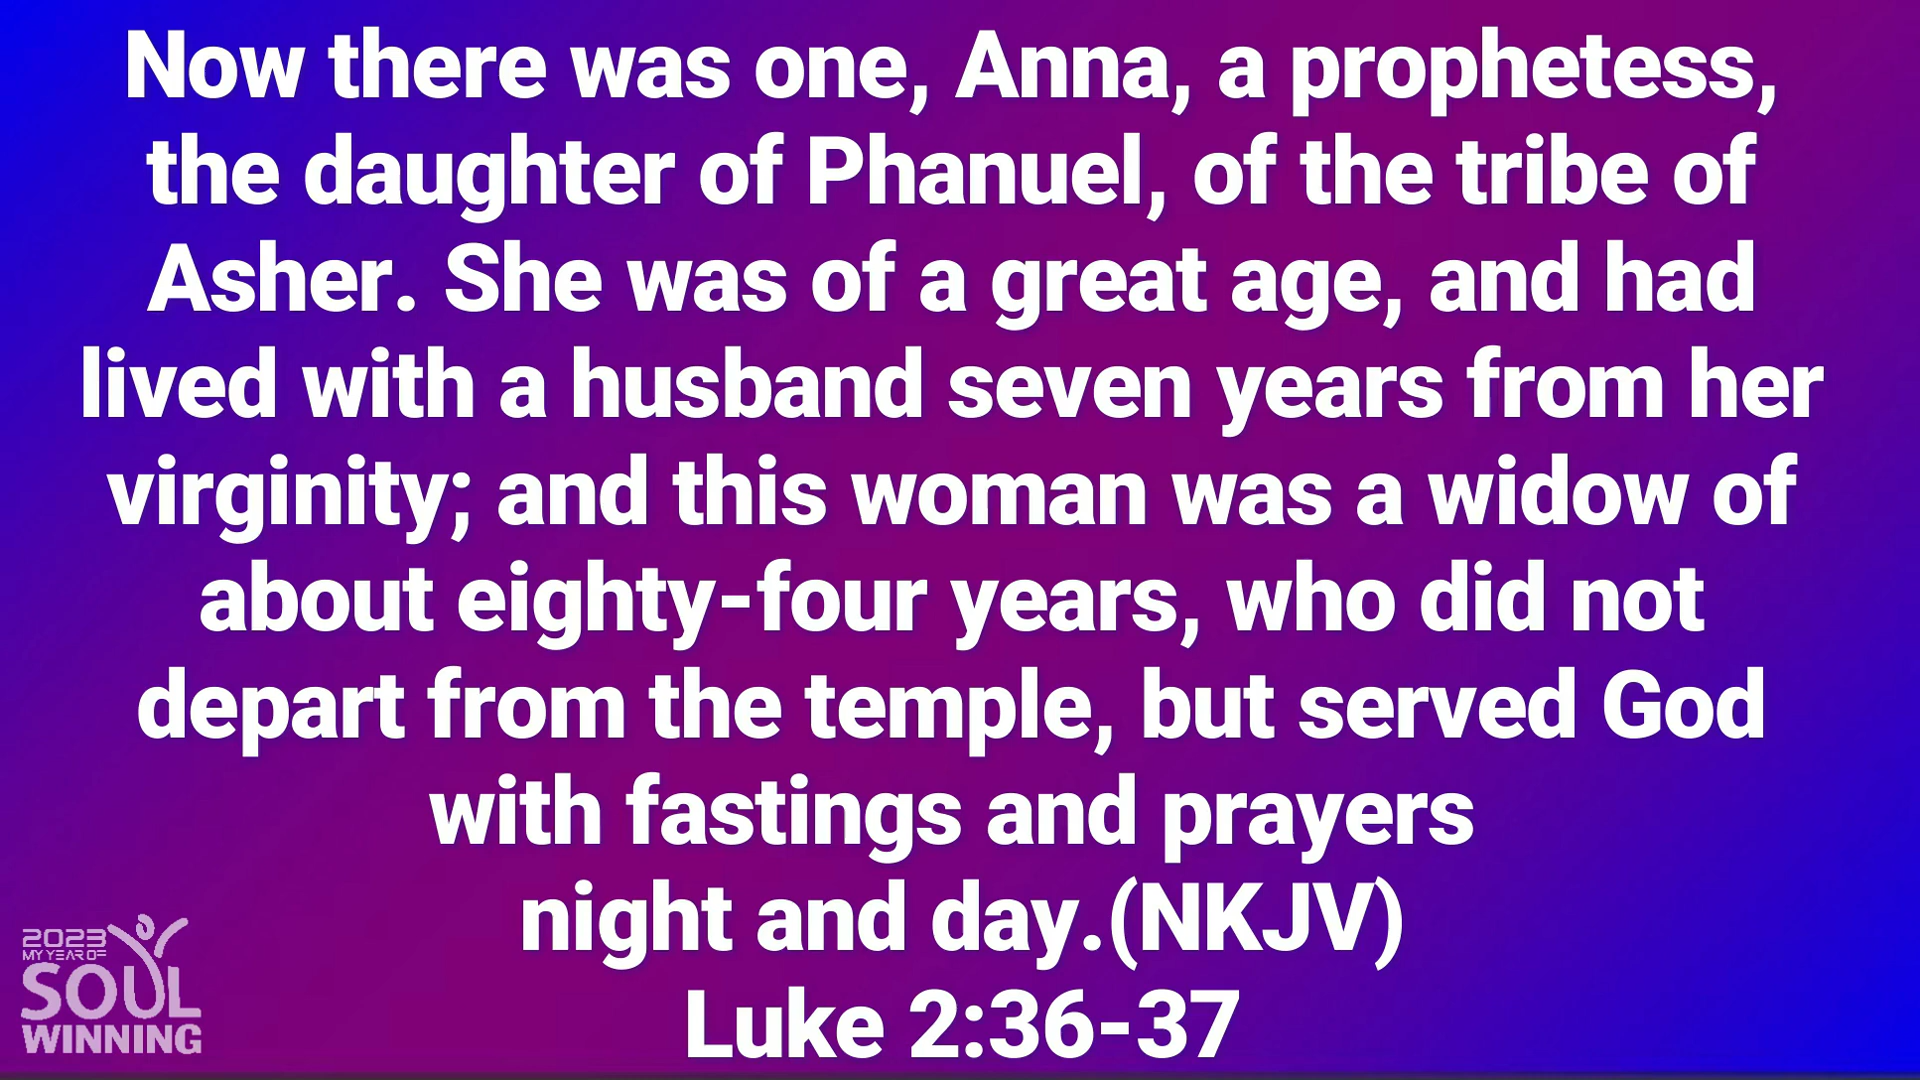 Now there was one, Anna, a prophetess,
the daughter of Phanuel, of the tribe of
Asher. She was of a great age, and had
lived with a husband seven years from her
virginity; and this woman was a widow of
about eighty-four years, who did not
depart from the temple, but served God
with fastings and prayers
night and day.(NKJV)
Luke 2:36-37
2023
MY YEAR OF
SOUL
WINNING